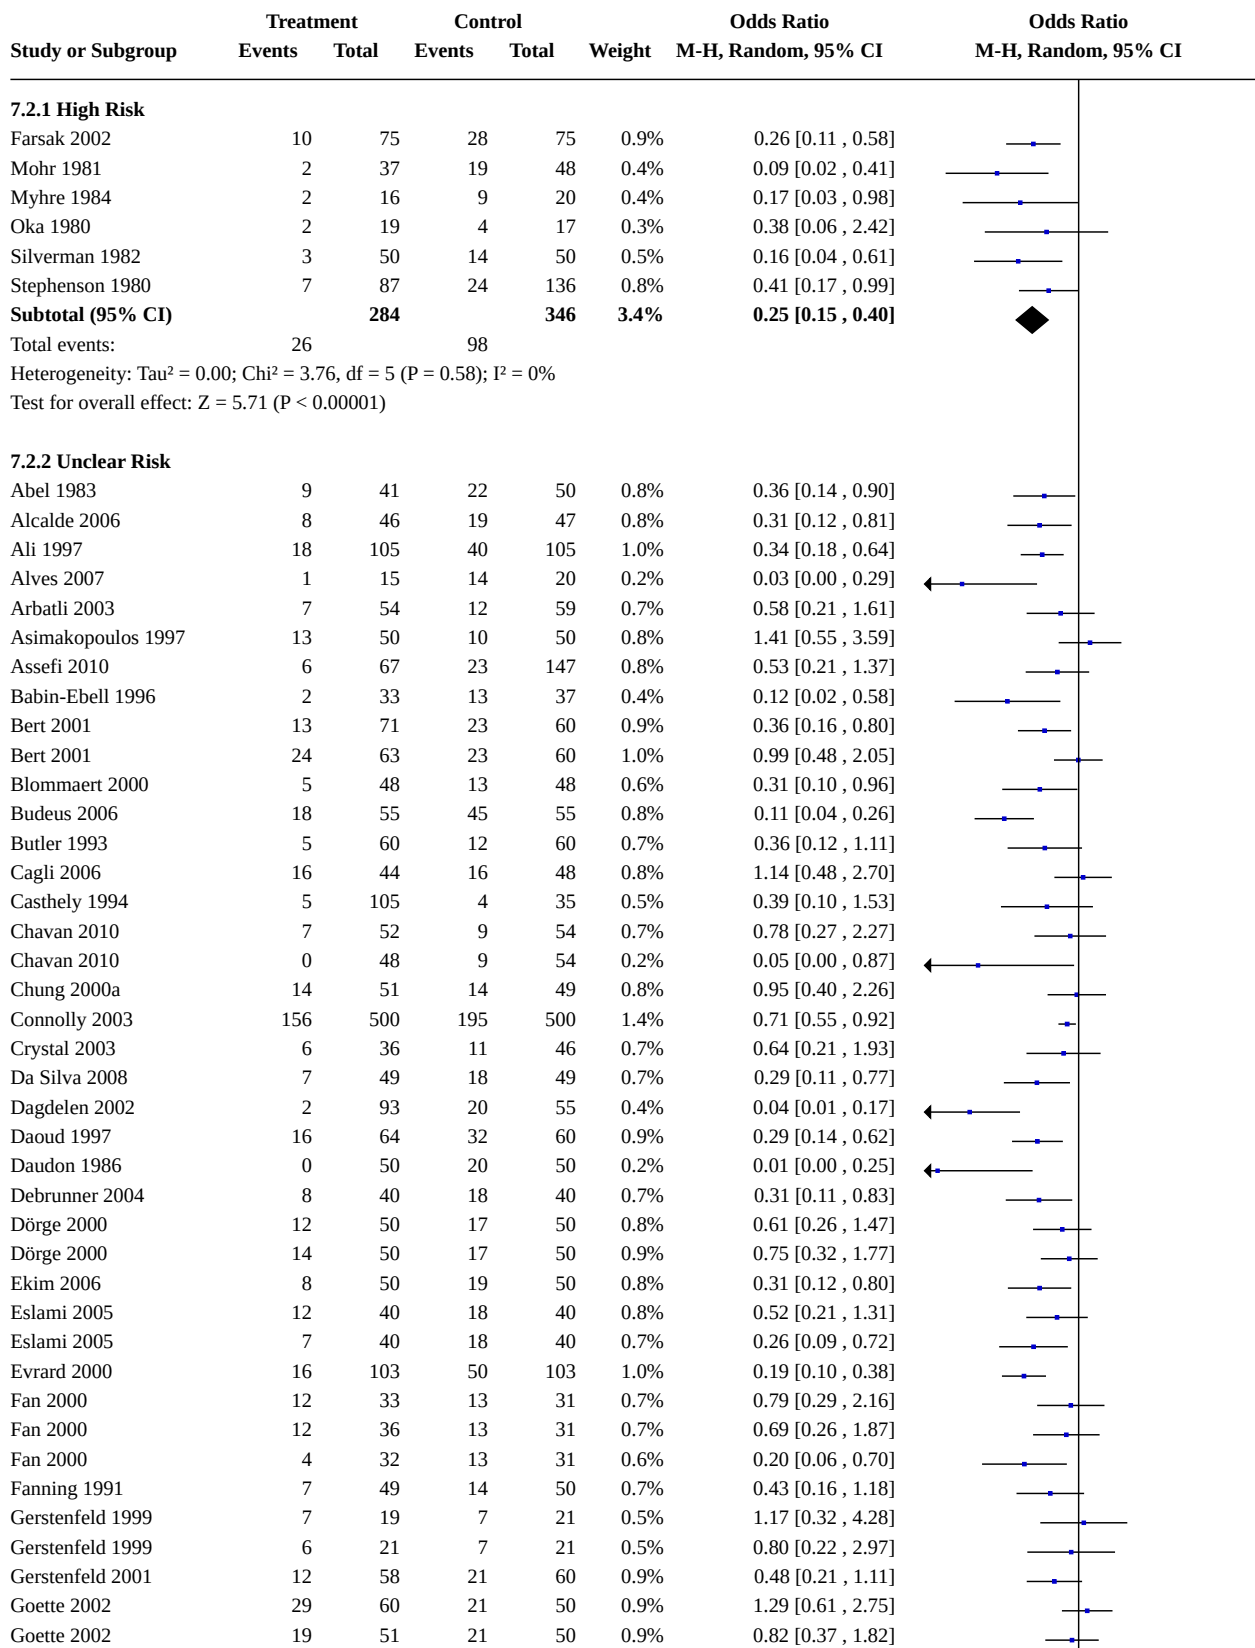 Treatment Control Odds Ratio Odds Ratio
Study or Subgroup Events Total Events Total Weight M-H, Random, 95% CI M-H, Random, 95% CI
7.2.1 High Risk
Farsak 2002 10 75 28 75 0.9% 0.26 [0.11 , 0.58]
Mohr 1981 2 37 19 48 0.4% 0.09 [0.02 , 0.41]
Myhre 1984 2 16 9 20 0.4% 0.17 [0.03 , 0.98]
Oka 1980 2 19 4 17 0.3% 0.38 [0.06 , 2.42]
Silverman 1982 3 50 14 50 0.5% 0.16 [0.04 , 0.61]
Stephenson 1980 7 87 24 136 0.8% 0.41 [0.17 , 0.99]
Subtotal (95% CI) 284 346 3.4% 0.25 [0.15 , 0.40]
Total events: 26 98
Heterogeneity: Tau² = 0.00; Chi² = 3.76, df = 5 (P = 0.58); I² = 0%
Test for overall effect: Z = 5.71 (P < 0.00001)
7.2.2 Unclear Risk
Abel 1983 9 41 22 50 0.8% 0.36 [0.14 , 0.90]
Alcalde 2006 8 46 19 47 0.8% 0.31 [0.12 , 0.81]
Ali 1997 18 105 40 105 1.0% 0.34 [0.18 , 0.64]
Alves 2007 1 15 14 20 0.2% 0.03 [0.00 , 0.29]
Arbatli 2003 7 54 12 59 0.7% 0.58 [0.21 , 1.61]
Asimakopoulos 1997 13 50 10 50 0.8% 1.41 [0.55 , 3.59]
Assefi 2010 6 67 23 147 0.8% 0.53 [0.21 , 1.37]
Babin-Ebell 1996 2 33 13 37 0.4% 0.12 [0.02 , 0.58]
Bert 2001 13 71 23 60 0.9% 0.36 [0.16 , 0.80]
Bert 2001 24 63 23 60 1.0% 0.99 [0.48 , 2.05]
Blommaert 2000 5 48 13 48 0.6% 0.31 [0.10 , 0.96]
Budeus 2006 18 55 45 55 0.8% 0.11 [0.04 , 0.26]
Butler 1993 5 60 12 60 0.7% 0.36 [0.12 , 1.11]
Cagli 2006 16 44 16 48 0.8% 1.14 [0.48 , 2.70]
Casthely 1994 5 105 4 35 0.5% 0.39 [0.10 , 1.53]
Chavan 2010 7 52 9 54 0.7% 0.78 [0.27 , 2.27]
Chavan 2010 0 48 9 54 0.2% 0.05 [0.00 , 0.87]
Chung 2000a 14 51 14 49 0.8% 0.95 [0.40 , 2.26]
Connolly 2003 156 500 195 500 1.4% 0.71 [0.55 , 0.92]
Crystal 2003 6 36 11 46 0.7% 0.64 [0.21 , 1.93]
Da Silva 2008 7 49 18 49 0.7% 0.29 [0.11 , 0.77]
Dagdelen 2002 2 93 20 55 0.4% 0.04 [0.01 , 0.17]
Daoud 1997 16 64 32 60 0.9% 0.29 [0.14 , 0.62]
Daudon 1986 0 50 20 50 0.2% 0.01 [0.00 , 0.25]
Debrunner 2004 8 40 18 40 0.7% 0.31 [0.11 , 0.83]
Dörge 2000 12 50 17 50 0.8% 0.61 [0.26 , 1.47]
Dörge 2000 14 50 17 50 0.9% 0.75 [0.32 , 1.77]
Ekim 2006 8 50 19 50 0.8% 0.31 [0.12 , 0.80]
Eslami 2005 12 40 18 40 0.8% 0.52 [0.21 , 1.31]
Eslami 2005 7 40 18 40 0.7% 0.26 [0.09 , 0.72]
Evrard 2000 16 103 50 103 1.0% 0.19 [0.10 , 0.38]
Fan 2000 12 33 13 31 0.7% 0.79 [0.29 , 2.16]
Fan 2000 12 36 13 31 0.7% 0.69 [0.26 , 1.87]
Fan 2000 4 32 13 31 0.6% 0.20 [0.06 , 0.70]
Fanning 1991 7 49 14 50 0.7% 0.43 [0.16 , 1.18]
Gerstenfeld 1999 7 19 7 21 0.5% 1.17 [0.32 , 4.28]
Gerstenfeld 1999 6 21 7 21 0.5% 0.80 [0.22 , 2.97]
Gerstenfeld 2001 12 58 21 60 0.9% 0.48 [0.21 , 1.11]
Goette 2002 29 60 21 50 0.9% 1.29 [0.61 , 2.75]
Goette 2002 19 51 21 50 0.9% 0.82 [0.37 , 1.82]